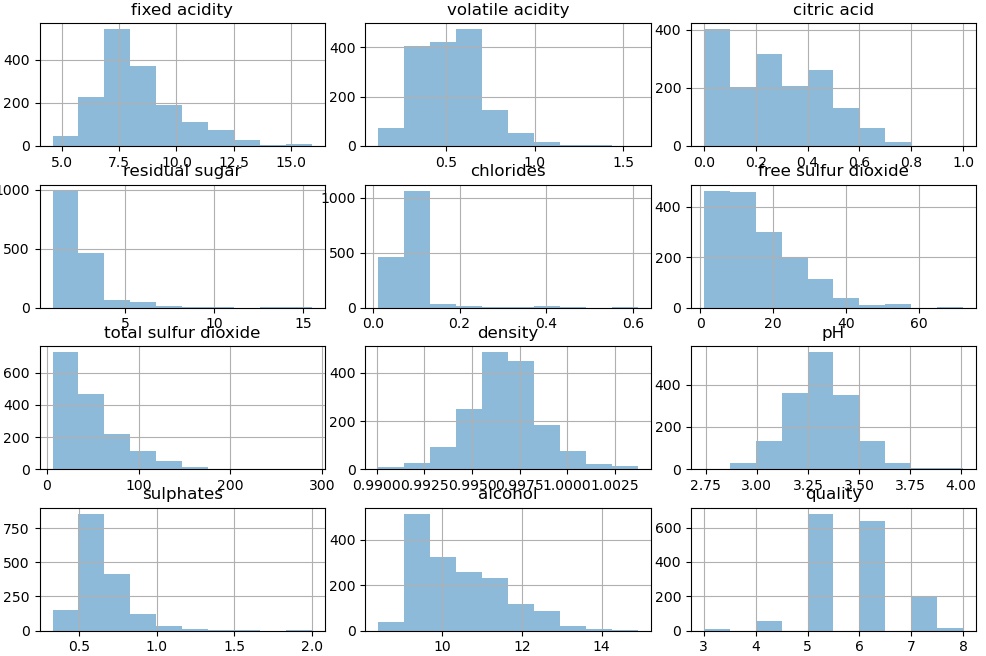 fixed acidity
volatile acidity
citric acid
400
200
0
5.0 7.5 10.0 12.5 15.0
400
200
0
0.5 1.0 1.5
400
200
0
0.0 0.2 0.4 0.6 0.8 1.0
residual sugar
chlorides
free sulfur dioxide
1000
500
0
5 10 15
1000
500
0
0.0 0.2 0.4 0.6
400
200
0
0 20 40 60
total sulfur dioxide
density
pH
600
400
200
0
0 100 200 300
400
200
0
0.9900 0.9925 0.9950 0.9975 1.0000 1.0025
400
200
0
2.75 3.00 3.25 3.50 3.75 4.00
sulphates
alcohol
quality
750
500
250
0
0.5 1.0 1.5 2.0
400
200
0
10 12 14
600
400
200
0
3 4 5 6 7 8